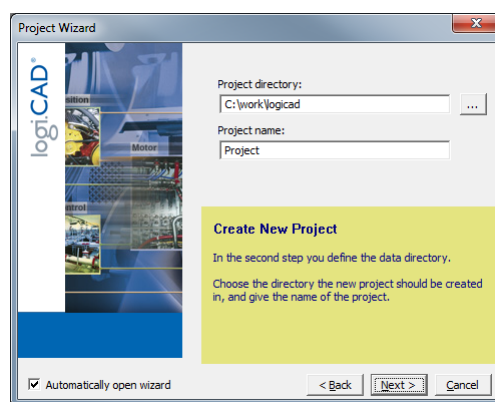 Project Wizard
logi.CAD®
sition
Motor
ntrol
Project directory:
C:\work\logicad
...
Project name:
Project
Create New Project
In the second step you define the data directory.
Choose the directory the new project should be created
in, and give the name of the project.
Automatically open wizard
< Back
Next >
Cancel